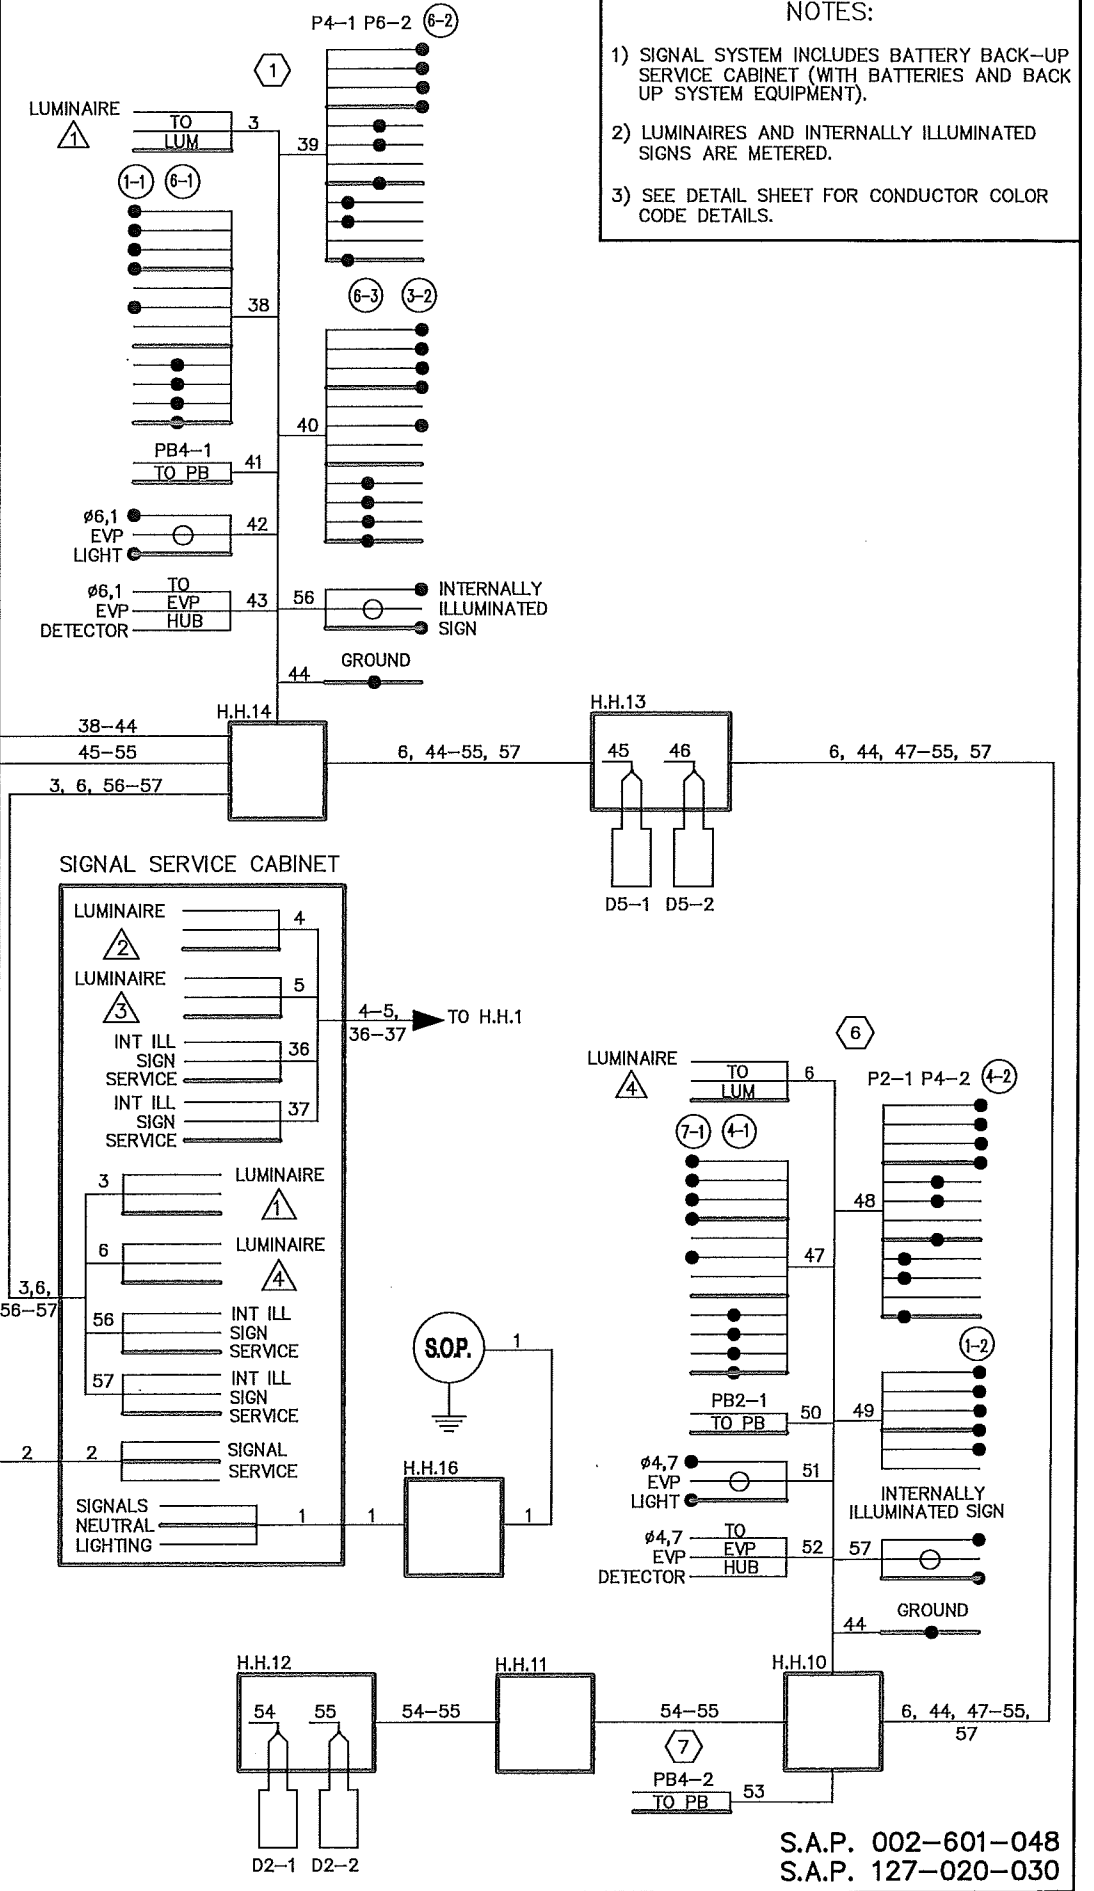 P4-1 P6-2 6-2
1
LUMINAIRE
1
TO
LUM
3
39
1-1 6-1
38
6-3 3-2
40
PB4-1
TO PB
41
ø6,1
EVP
LIGHT
42
ø6,1
EVP
DETECTOR
TO
EVP
HUB
43
56
INTERNALLY
ILLUMINATED
SIGN
44
GROUND
NOTES:
1) SIGNAL SYSTEM INCLUDES BATTERY BACK-UP
SERVICE CABINET (WITH BATTERIES AND BACK
UP SYSTEM EQUIPMENT).
2) LUMINAIRES AND INTERNALLY ILLUMINATED
SIGNS ARE METERED.
3) SEE DETAIL SHEET FOR CONDUCTOR COLOR
CODE DETAILS.
H.H.14
38-44
45-55
3, 6, 56-57
6, 44-55, 57
H.H.13
45 46
D5-1 D5-2
6, 44, 47-55, 57
SIGNAL SERVICE CABINET
LUMINAIRE
2
4
LUMINAIRE
3
5
INT ILL
SIGN
SERVICE
36
INT ILL
SIGN
SERVICE
37
4-5,
36-37
TO H.H.1
3
LUMINAIRE
1
6
LUMINAIRE
4
3,6,
56-57
56
INT ILL
SIGN
SERVICE
57
INT ILL
SIGN
SERVICE
2 2
SIGNAL
SERVICE
SIGNALS
NEUTRAL
LIGHTING
1 1
H.H.16
1
S.O.P.
1
6
LUMINAIRE
4
TO
LUM
6
P2-1 P4-2 4-2
7-1 4-1
48
47
1-2
49
PB2-1
TO PB
50
ø4,7
EVP
LIGHT
51
INTERNALLY
ILLUMINATED SIGN
ø4,7
EVP
DETECTOR
TO
EVP
HUB
52
57
44
GROUND
H.H.12
54 55
D2-1 D2-2
54-55
H.H.11
54-55
7
PB4-2
TO PB
53
H.H.10
6, 44, 47-55,
57
S.A.P. 002-601-048
S.A.P. 127-020-030